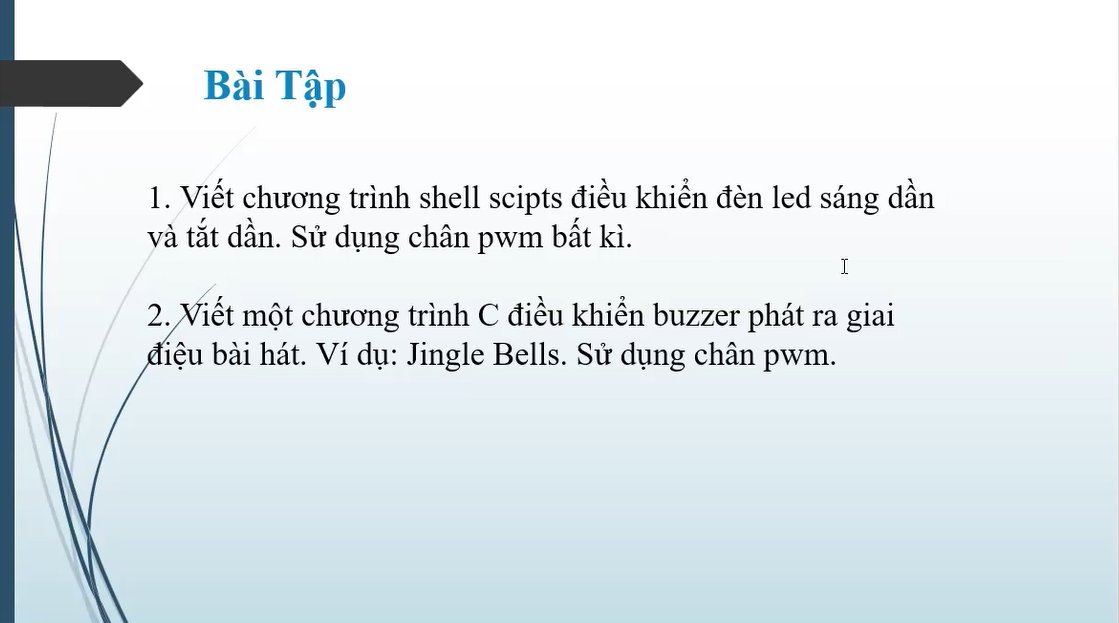 Bài Tập
1. Viết chương trình shell scipts điều khiển đèn led sáng dần
và tắt dần. Sử dụng chân pwm bất kì.
2. Viết một chương trình C điều khiển buzzer phát ra giai
điệu bài hát. Ví dụ: Jingle Bells. Sử dụng chân pwm.